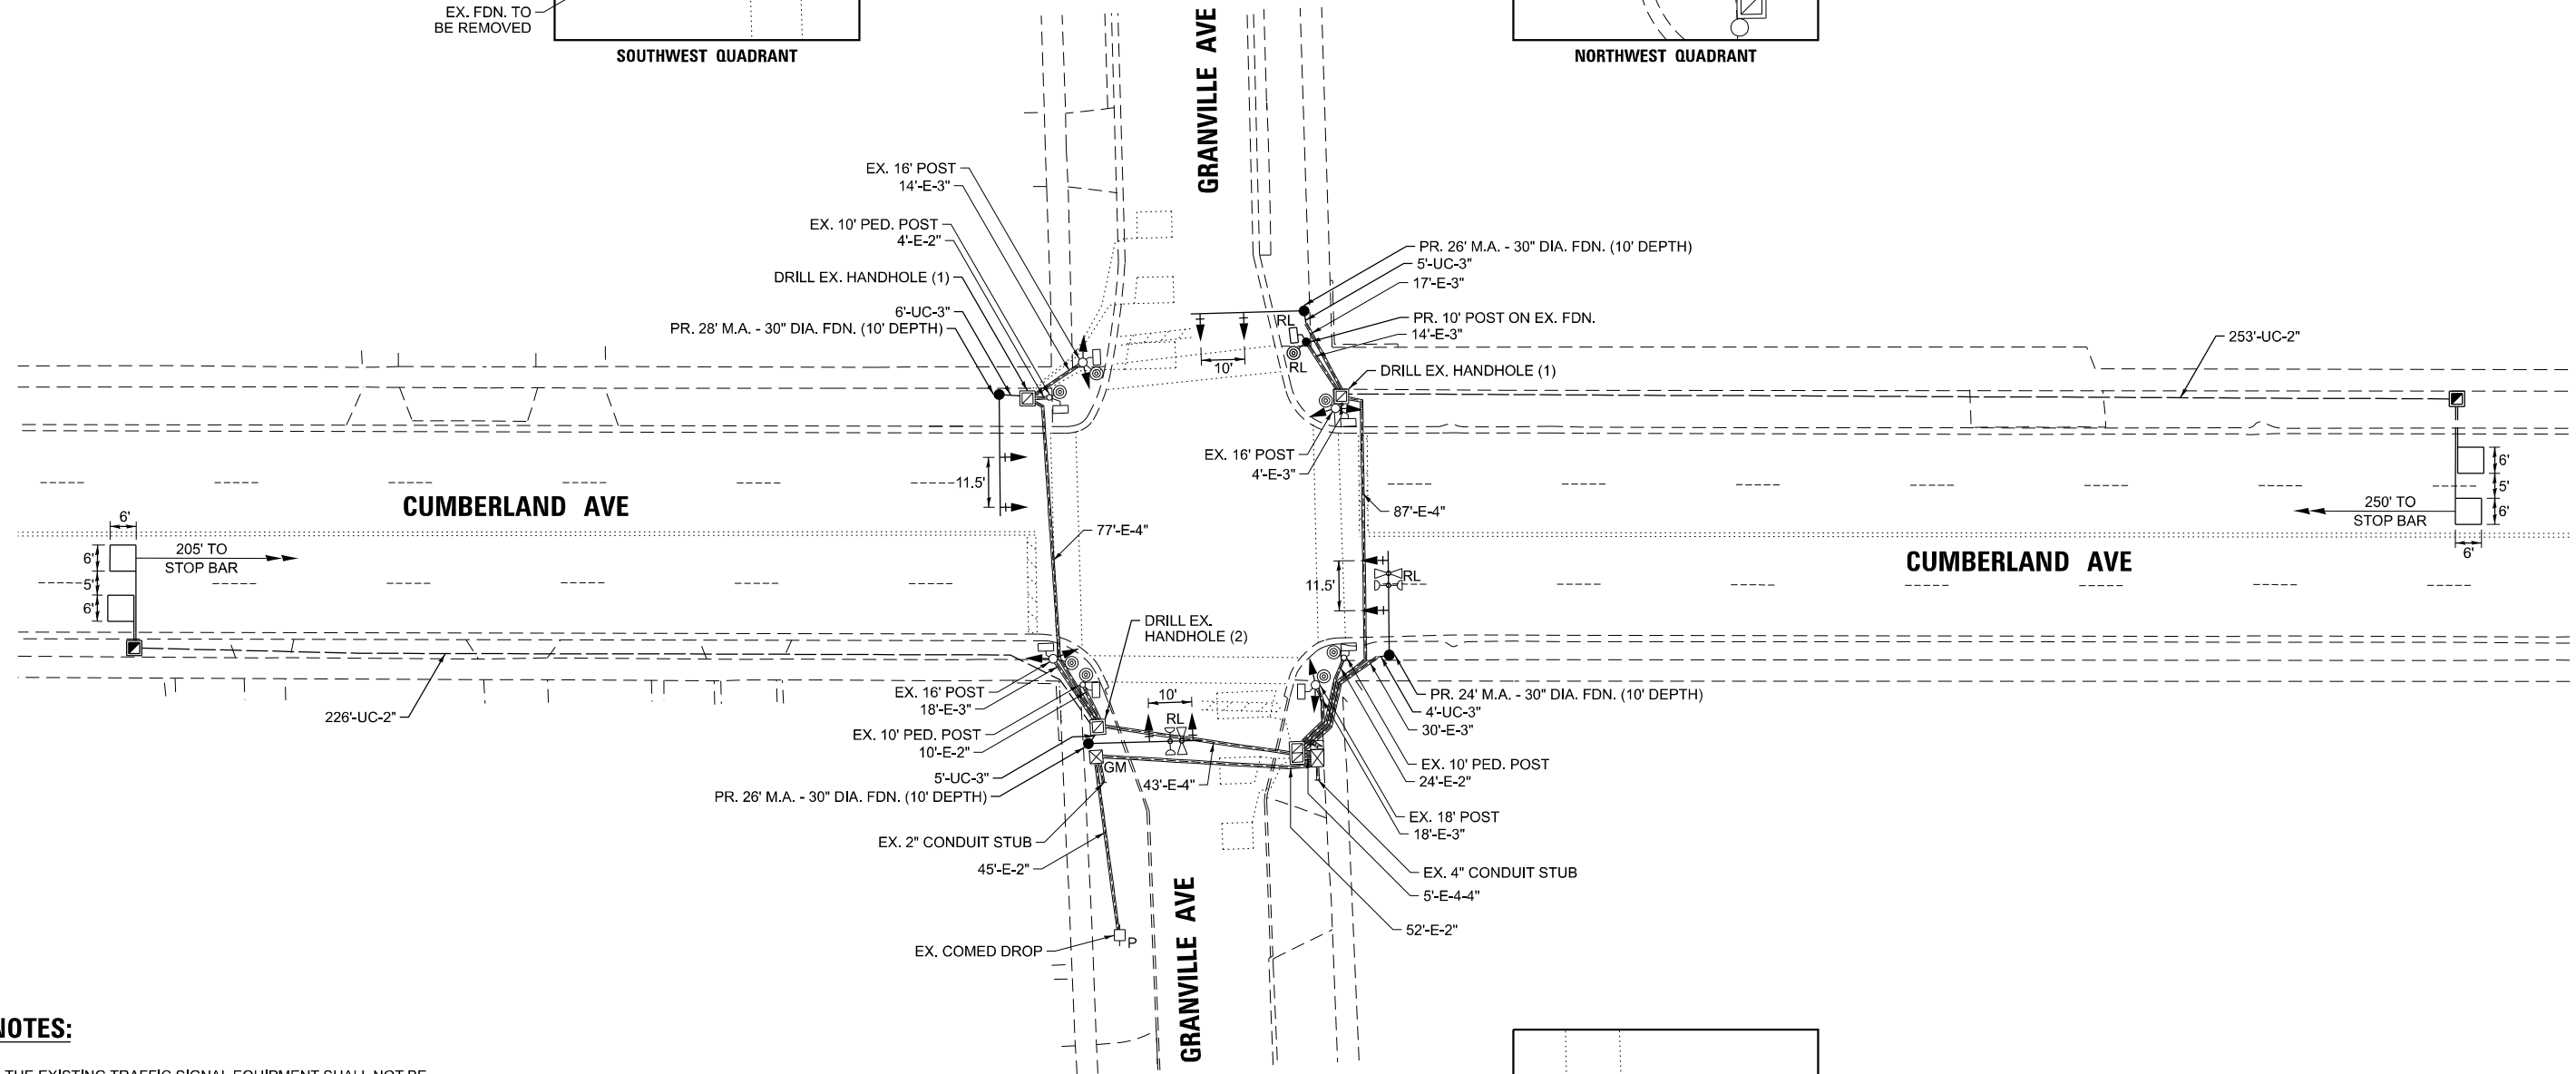 EX. FDN. TO
BE REMOVED
SOUTHWEST QUADRANT
GRANVILLE AVE
NORTHWEST QUADRANT
EX. 16' POST
14'-E-3"
EX. 10' PED. POST
4'-E-2"
DRILL EX. HANDHOLE (1)
6'-UC-3"
PR. 28' M.A. - 30" DIA. FDN. (10' DEPTH)
PR. 26' M.A. - 30" DIA. FDN. (10' DEPTH)
5'-UC-3"
17'-E-3"
RL
PR. 10' POST ON EX. FDN.
14'-E-3"
RL
10'
DRILL EX. HANDHOLE (1)
253'-UC-2"
EX. 16' POST
4'-E-3"
11.5'
CUMBERLAND AVE
87'-E-4"
77'-E-4"
6'
5'
6'
250' TO
STOP BAR
6'
6'
205' TO
STOP BAR
6'
5'
6'
CUMBERLAND AVE
RL
11.5'
DRILL EX.
HANDHOLE (2)
226'-UC-2"
EX. 16' POST
18'-E-3"
EX. 10' PED. POST
10'-E-2"
5'-UC-3"
PR. 26' M.A. - 30" DIA. FDN. (10' DEPTH)
10'
RL
GM
43'-E-4"
PR. 24' M.A. - 30" DIA. FDN. (10' DEPTH)
4'-UC-3"
30'-E-3"
EX. 10' PED. POST
24'-E-2"
EX. 18' POST
18'-E-3"
EX. 2" CONDUIT STUB
45'-E-2"
EX. 4" CONDUIT STUB
5'-E-4-4"
52'-E-2"
EX. COMED DROP
P
GRANVILLE AVE
NOTES:
THE EXISTING TRAFFIC SIGNAL EQUIPMENT SHALL NOT BE